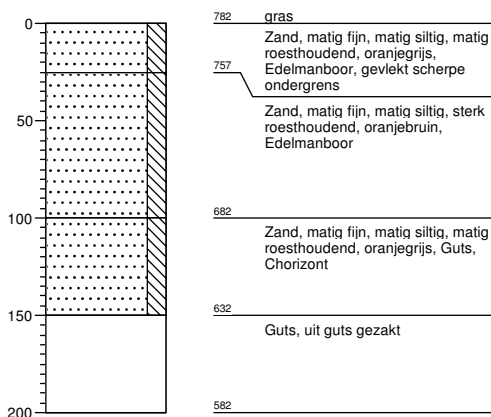 0
782
gras
Zand, matig fijn, matig siltig, matig
roesthoudend, oranjegrijs,
Edelmanboor, gevlekt scherpe
ondergrens
757
Zand, matig fijn, matig siltig, sterk
roesthoudend, oranjebruin,
Edelmanboor
50
100
682
Zand, matig fijn, matig siltig, matig
roesthoudend, oranjegrijs, Guts,
Chorizont
150
632
Guts, uit guts gezakt
200
582